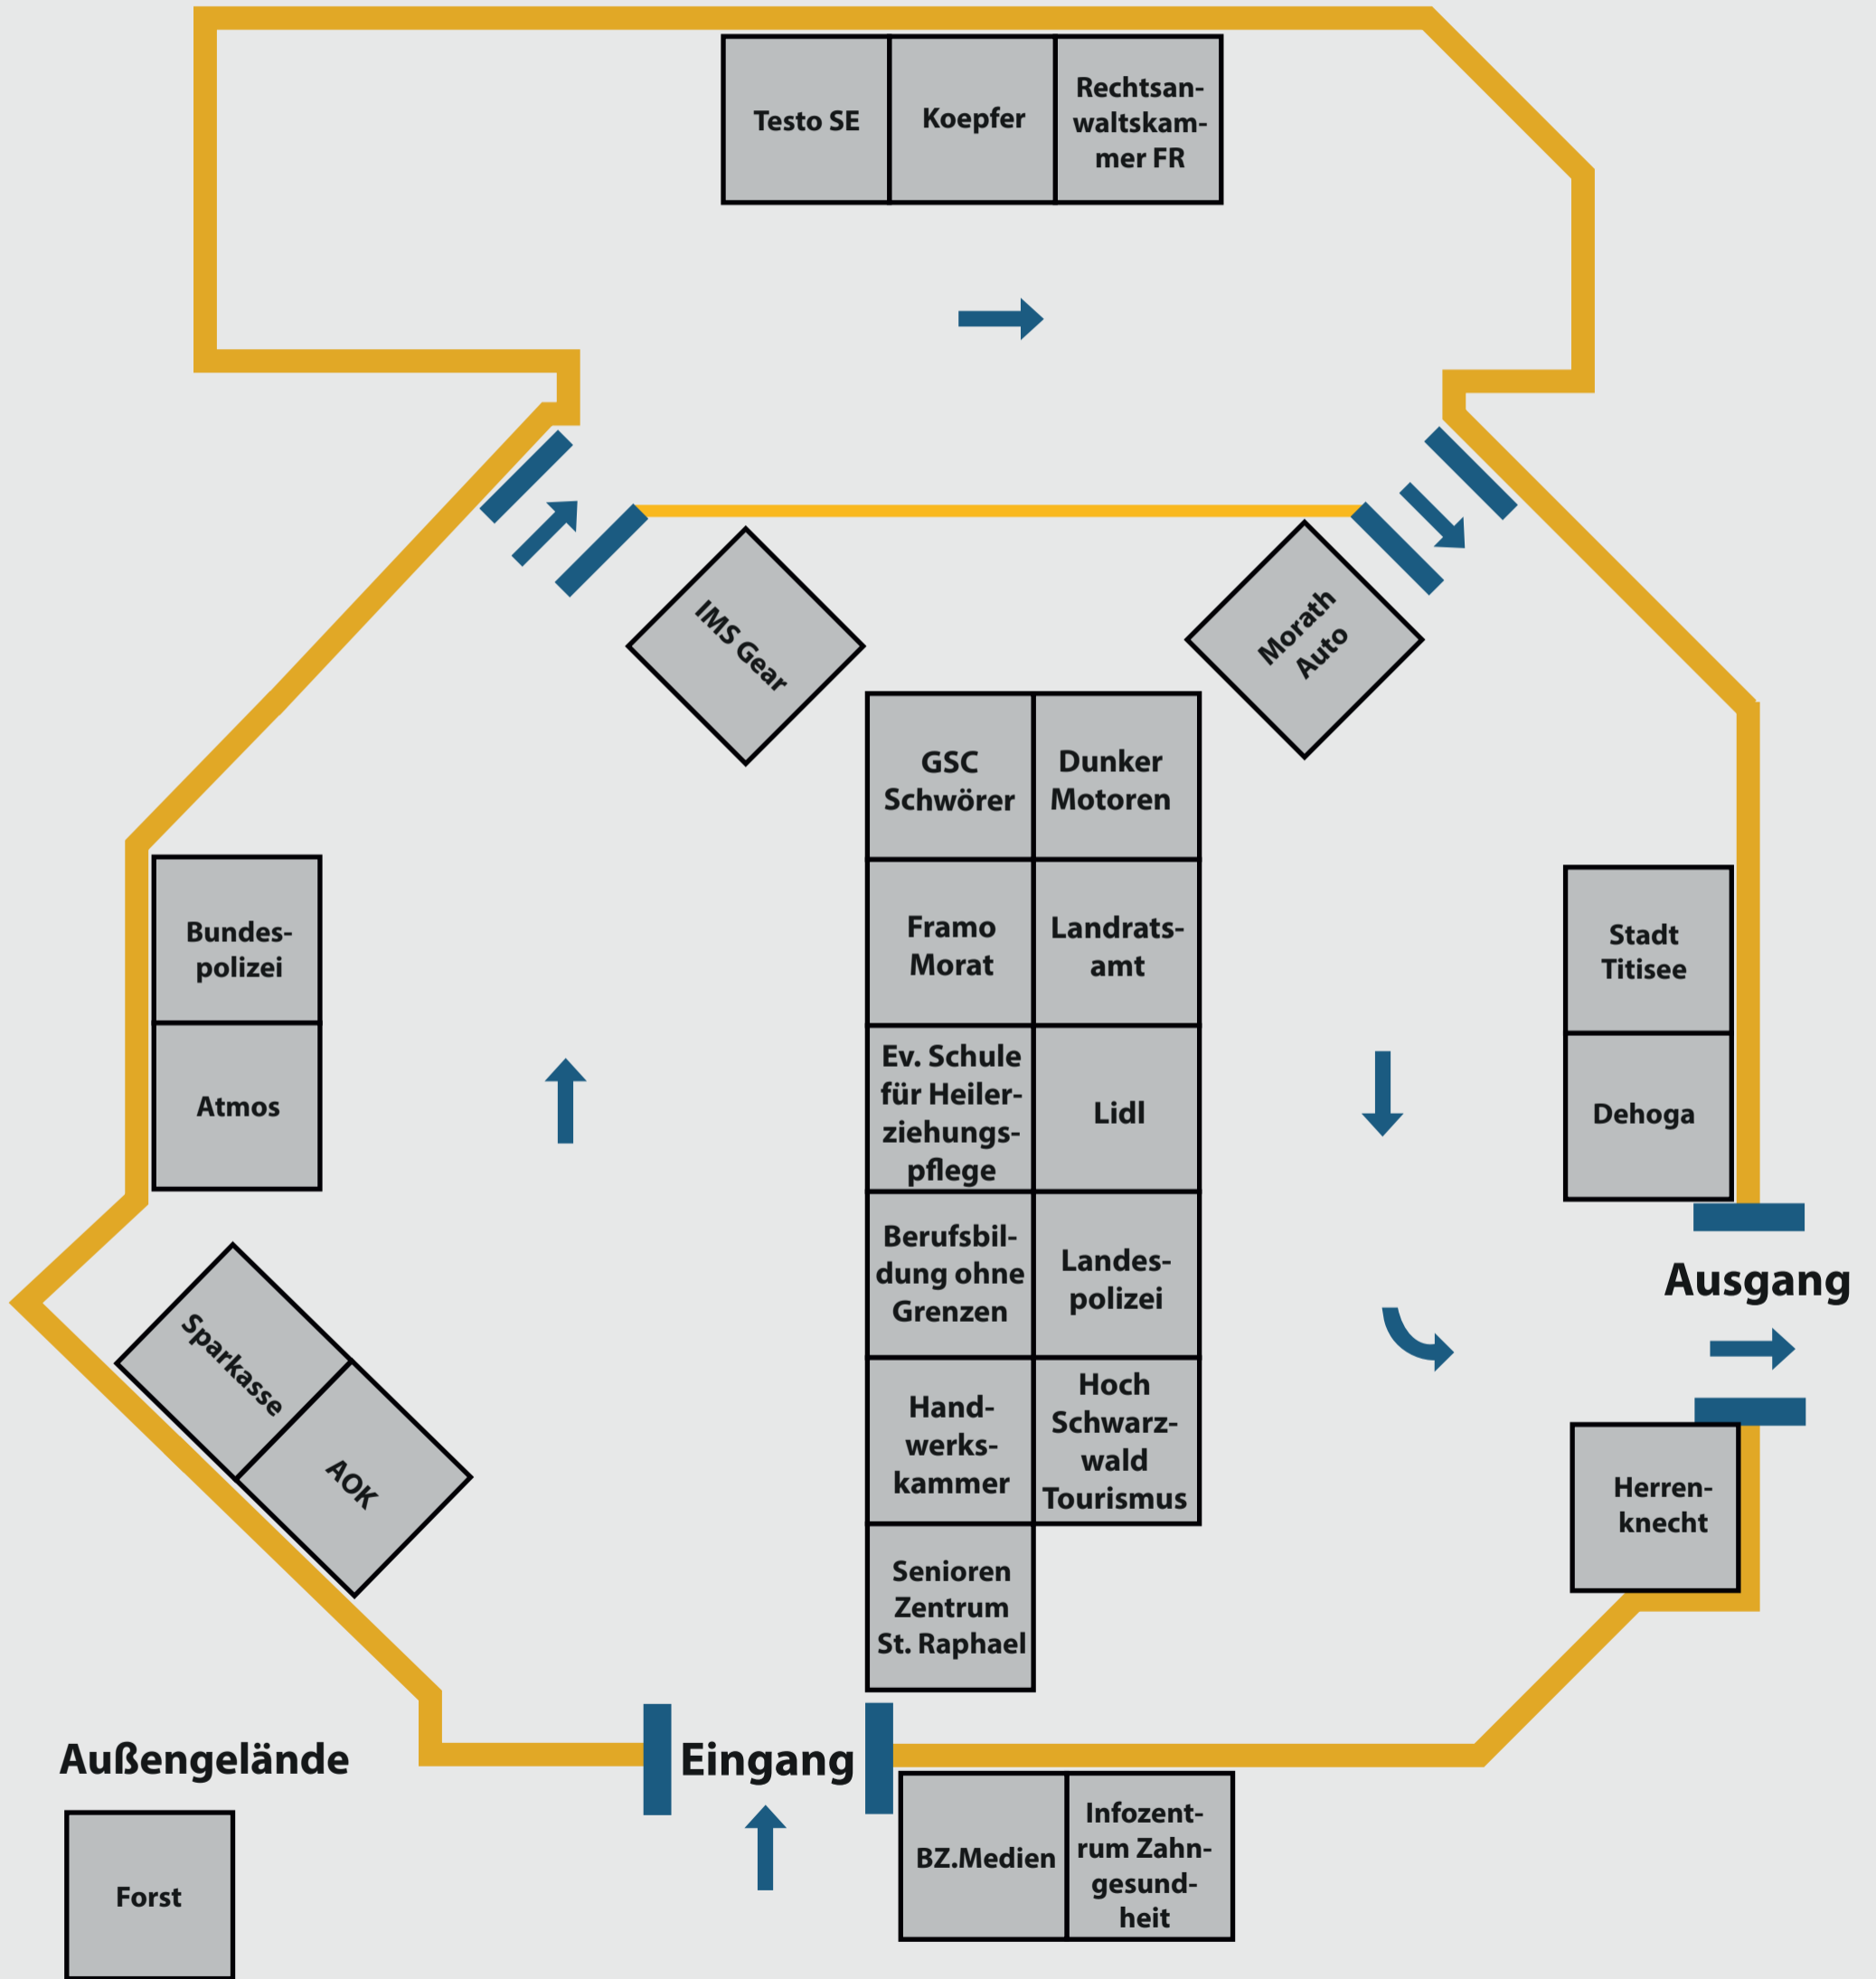 Testo SE
Koepfer
Rechtsan-
waltskam-
mer FR
IMS Gear
Morath
Auto
GSC
Schwörer
Dunker
Motoren
Framo
Morat
Landrats-
amt
Ev. Schule
für Heiler-
ziehungs-
pflege
Lidl
Berufsbil-
dung ohne
Grenzen
Landes-
polizei
Hand-
werks-
kammer
Hoch
Schwarz-
wald
Tourismus
Senioren
Zentrum
St. Raphael
Bundes-
polizei
Atmos
Sparkasse
AOK
Stadt
Titisee
Dehoga
Ausgang
Herren-
knecht
Außengelände
Forst
Eingang
BZ.Medien
Infozent-
rum Zahn-
gesund-
heit